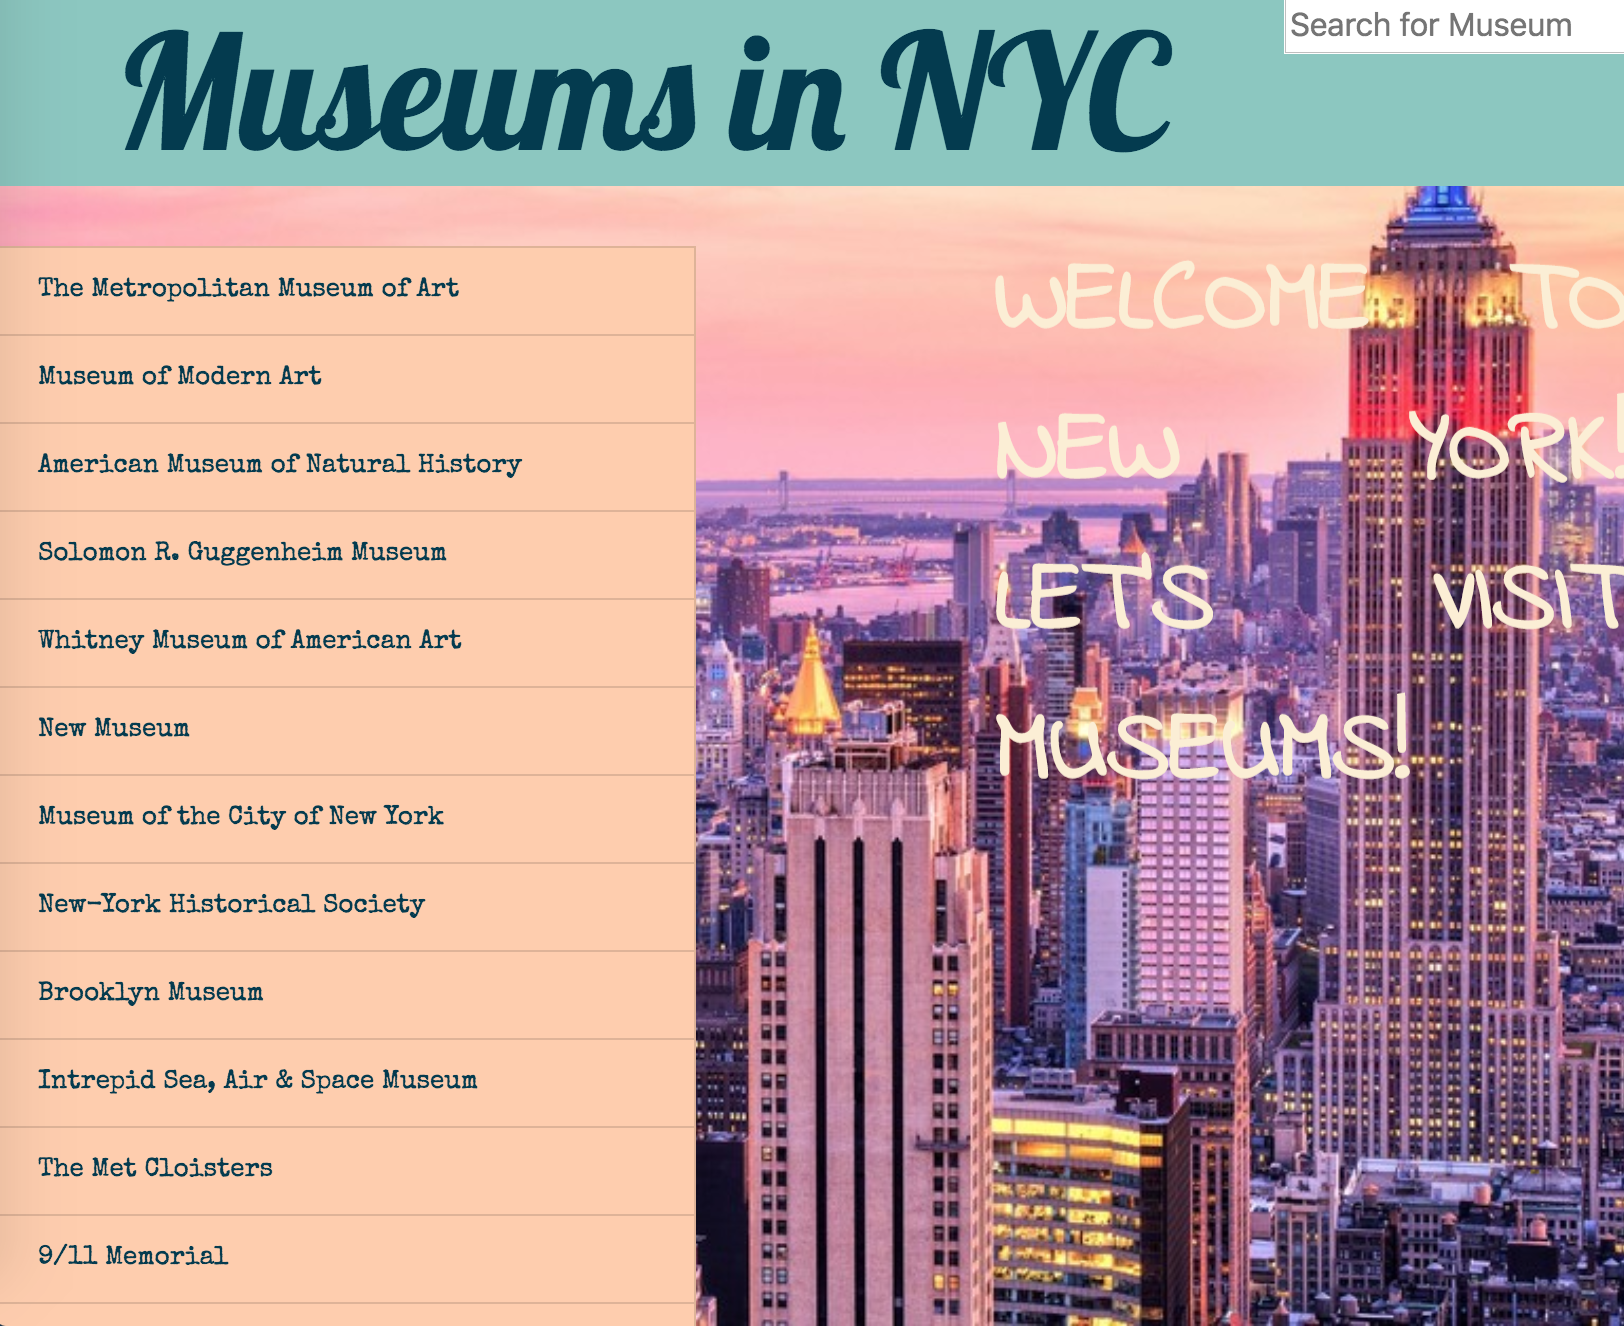 Museums in NYC
Search for Museum
The Metropolitan Museum of Art
Museum of Modern Art
American Museum of Natural History
Solomon R. Guggenheim Museum
Whitney Museum of American Art
New Museum
Museum of the City of New York
New-York Historical Society
Brooklyn Museum
Intrepid Sea, Air & Space Museum
The Met Cloisters
9/11 Memorial
WELCOME TO
NEW YORK!
LET'S VISIT
MUSEUMS!